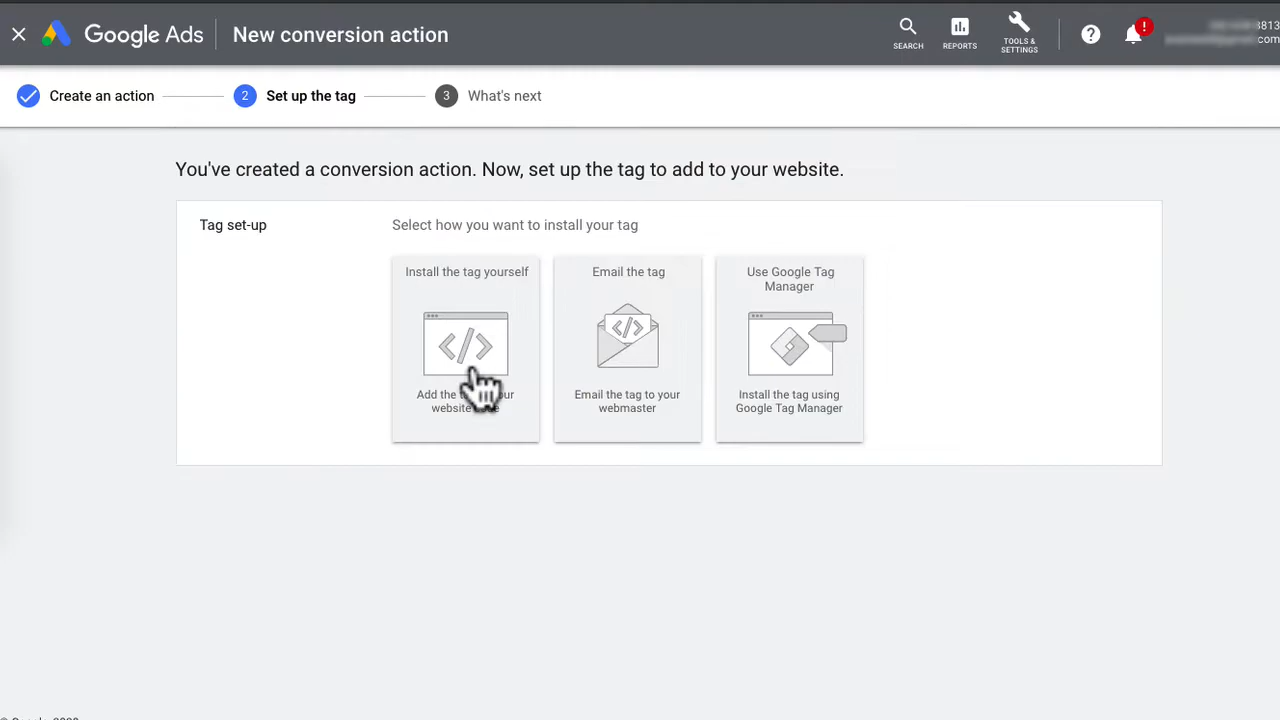 Google Ads
New conversion action
SEARCH
REPORTS
TOOLS &
SETTINGS
?
!
3813
.com
Create an action
2
Set up the tag
3
What's next
You've created a conversion action. Now, set up the tag to add to your website.
Tag set-up
Select how you want to install your tag
Install the tag yourself
</>
Add the
website
Email the tag
</>
Email the tag to your
webmaster
Use Google Tag
Manager
Install the tag using
Google Tag Manager